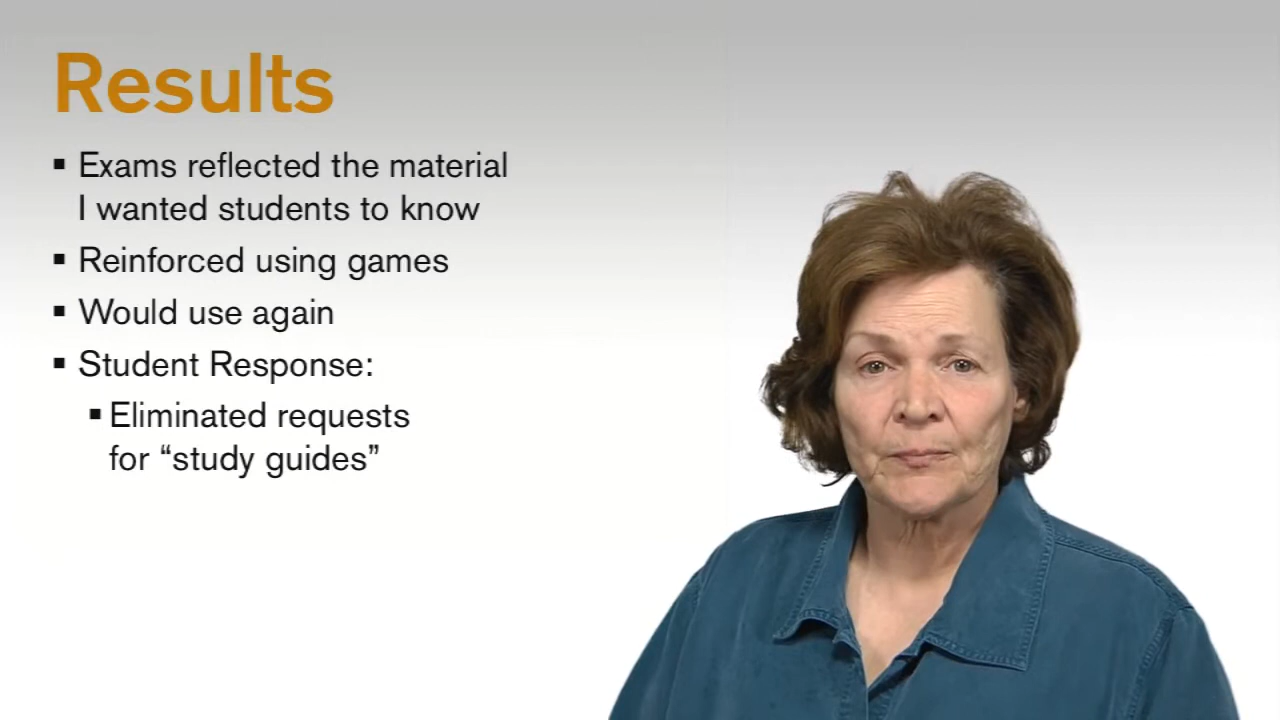 Results
▪ Exams reflected the material
I wanted students to know
▪ Reinforced using games
▪ Would use again
▪ Student Response:
▪ Eliminated requests
for “study guides”